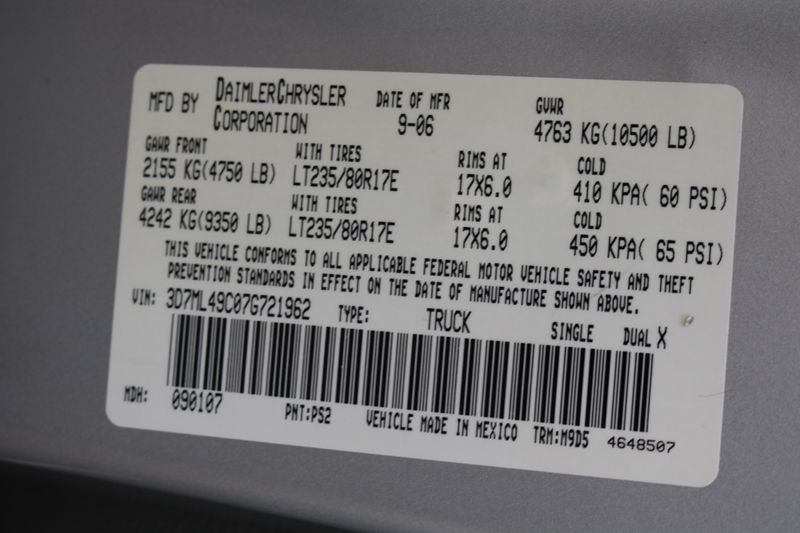 MFD BY DAIMLERCHRYSLER CORPORATION DATE OF MFR 9-06 GVWR 4763 KG(10500 LB)
GAWR FRONT WITH TIRES RIMS AT COLD
2155 KG(4750 LB) LT235/80R17E 17X6.0 410 KPA( 60 PSI)
GAWR REAR WITH TIRES RIMS AT COLD
4242 KG(9350 LB) LT235/80R17E 17X6.0 450 KPA( 65 PSI)
THIS VEHICLE CONFORMS TO ALL APPLICABLE FEDERAL MOTOR VEHICLE SAFETY AND THEFT
PREVENTION STANDARDS IN EFFECT ON THE DATE OF MANUFACTURE SHOWN ABOVE.
VIN: 3D7ML49C07G721962 TYPE: TRUCK SINGLE DUAL X
MDH: 090107 PNT:PS2 VEHICLE MADE IN MEXICO TRM:M9D5 4648507